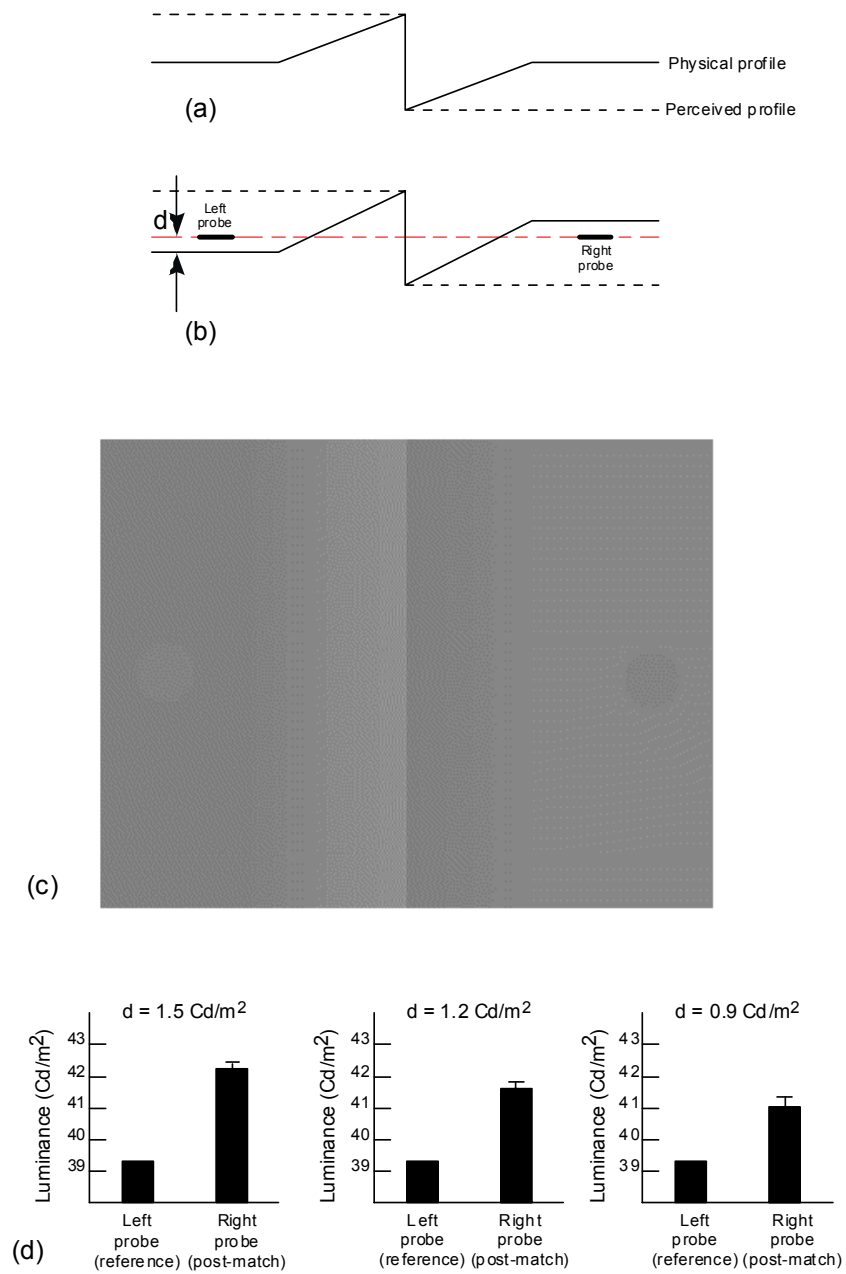 Physical profile
(a)
Perceived profile
d
Left
probe
Right
probe
(b)
(c)
d = 1.5 Cd/m2
43
42
41
40
39
Luminance (Cd/m2)
Left
probe
(reference)
Right
probe
(post-match)
d = 1.2 Cd/m2
43
42
41
40
39
Luminance (Cd/m2)
Left
probe
(reference)
Right
probe
(post-match)
d = 0.9 Cd/m2
43
42
41
40
39
Luminance (Cd/m2)
Left
probe
(reference)
Right
probe
(post-match)
(d)